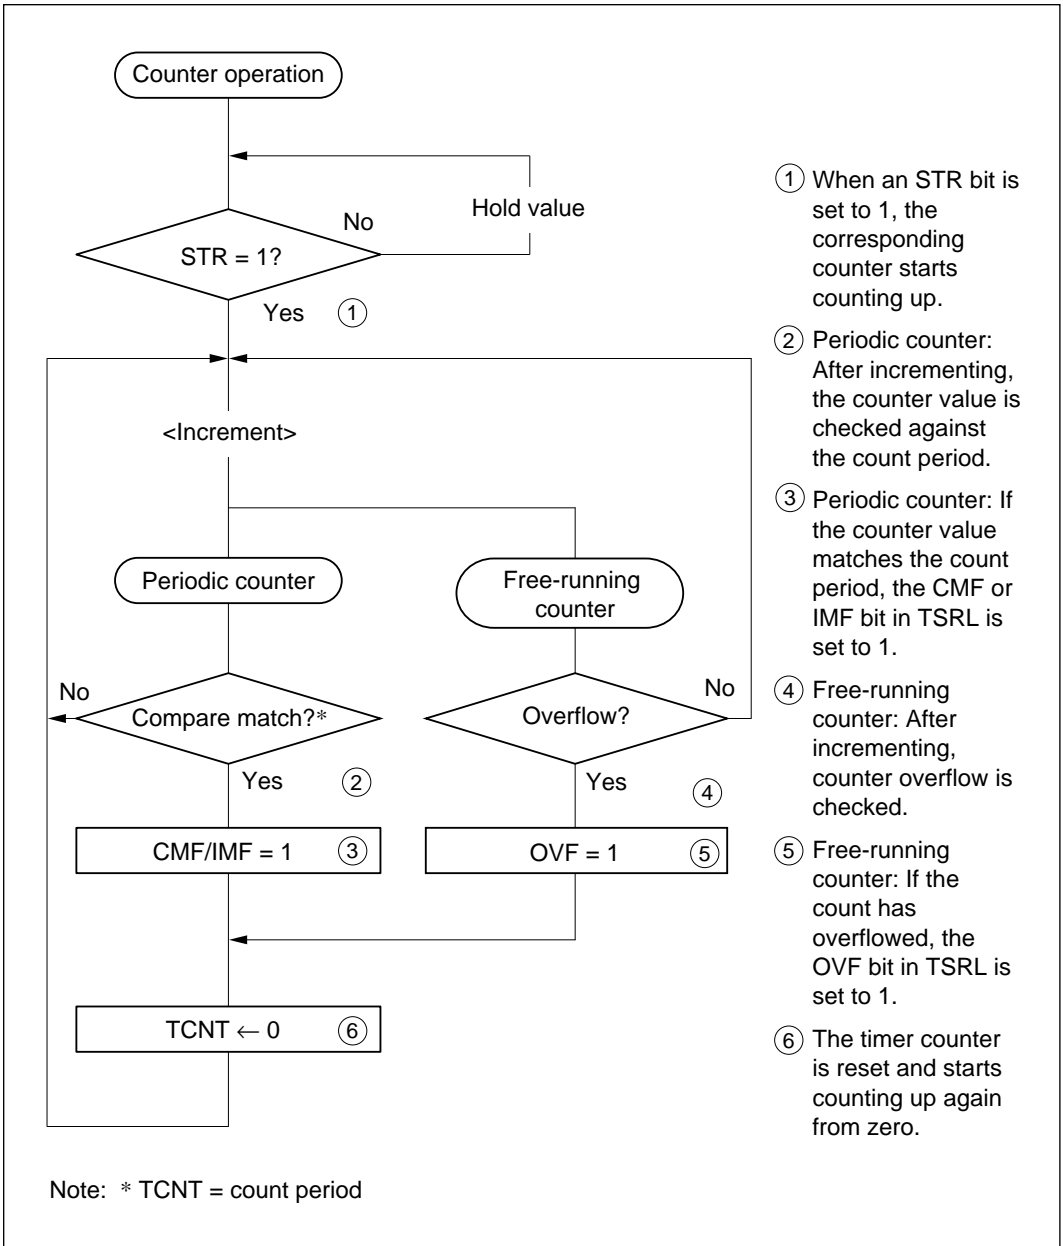 Counter operation
Hold value
No
STR = 1?
Yes ①
<Increment>
Periodic counter
Free-running
counter
No
Compare match?*
Overflow?
No
Yes ②
Yes ④
CMF/IMF = 1 ③
OVF = 1 ⑤
TCNT ← 0 ⑥
① When an STR bit is
set to 1, the
corresponding
counter starts
counting up.
② Periodic counter:
After incrementing,
the counter value is
checked against
the count period.
③ Periodic counter: If
the counter value
matches the count
period, the CMF or
IMF bit in TSRL is
set to 1.
④ Free-running
counter: After
incrementing,
counter overflow is
checked.
⑤ Free-running
counter: If the
count has
overflowed, the
OVF bit in TSRL is
set to 1.
⑥ The timer counter
is reset and starts
counting up again
from zero.
Note: * TCNT = count period